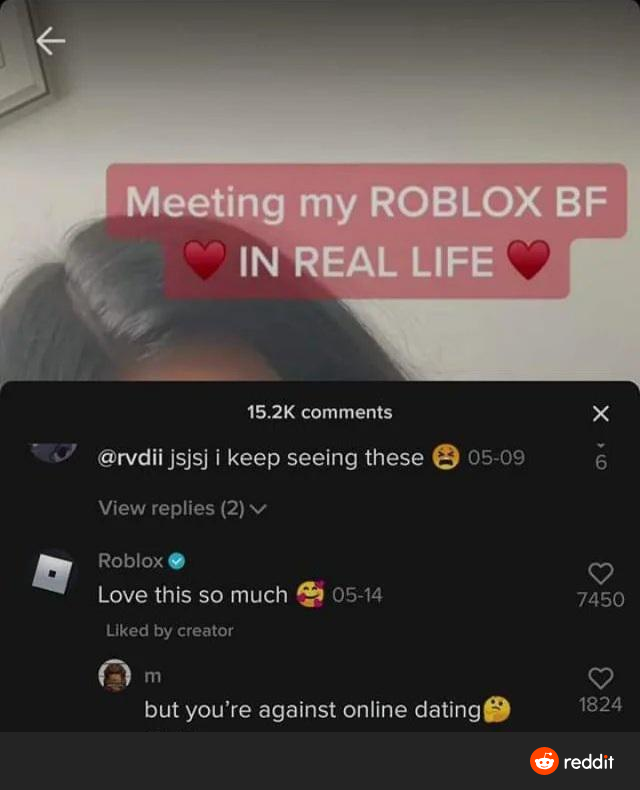 Meeting my ROBLOX BF
♥️ IN REAL LIFE ♥️
15.2K comments
@rvdii jsjsj i keep seeing these 😫 05-09
6
View replies (2)
Roblox
Love this so much 🥰 05-14
7450
Liked by creator
m
but you're against online dating🤔
1824
reddit